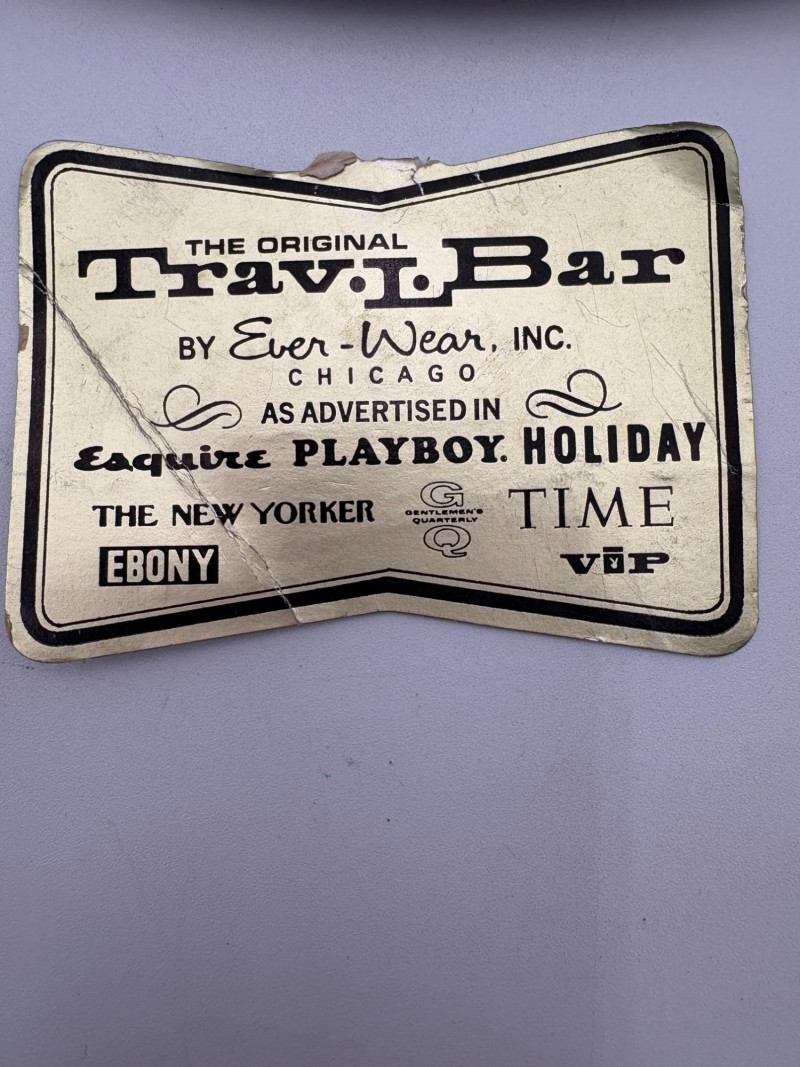 THE ORIGINAL
Trav·L·Bar
BY Ever-Wear, INC.
CHICAGO
AS ADVERTISED IN
Esquire PLAYBOY. HOLIDAY
THE NEW YORKER GENTLEMEN'S QUARTERLY GQ TIME
EBONY VIP